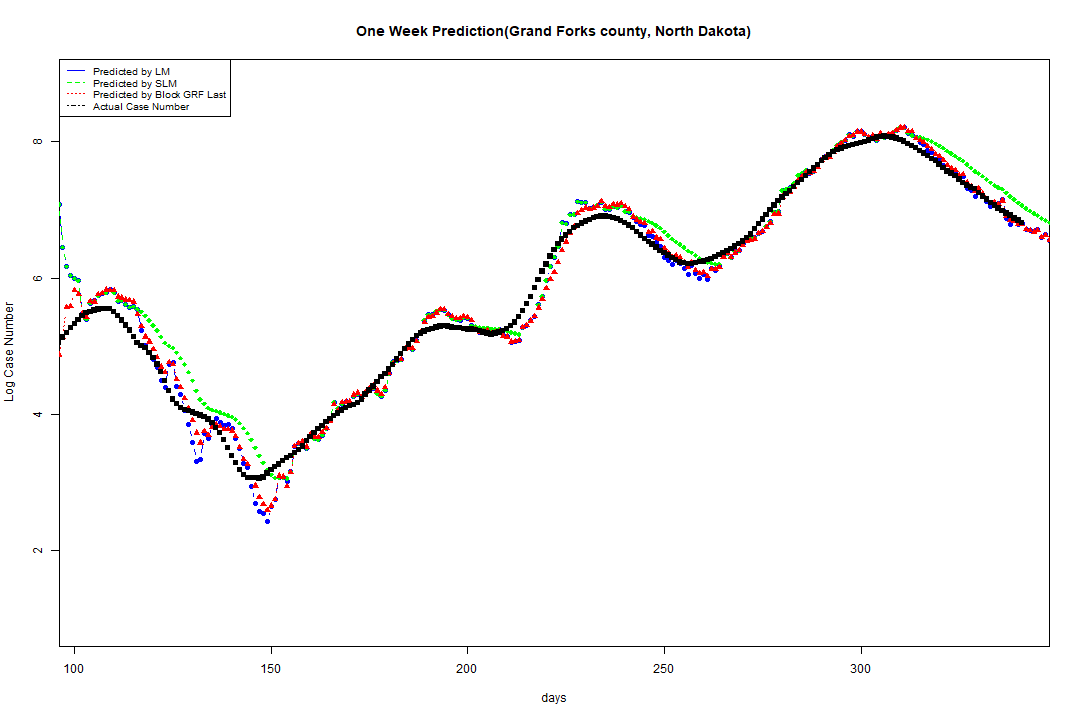 One Week Prediction(Grand Forks county, North Dakota)
Predicted by LM
Predicted by SLM
Predicted by Block GRF Last
Actual Case Number
8
6
4
2
Log Case Number
100 150 200 250 300
days